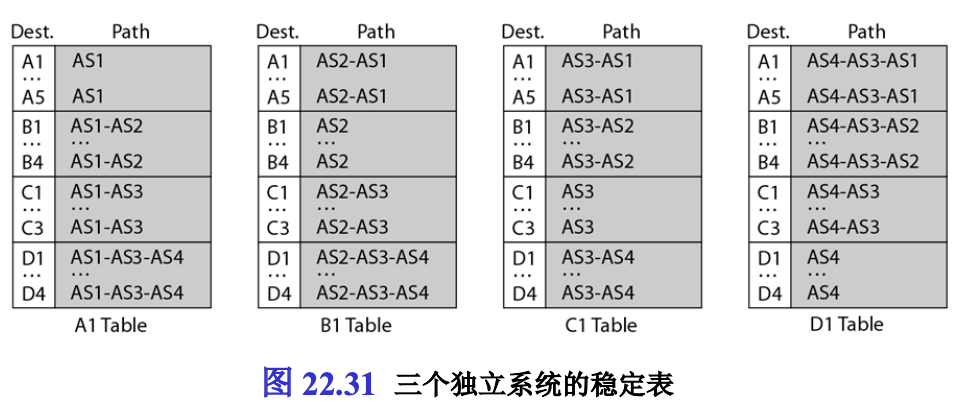 Dest. Path Dest. Path Dest. Path Dest. Path
A1 AS1 A1 AS2-AS1 A1 AS3-AS1 A1 AS4-AS3-AS1
... ... ... ...
A5 AS1 A5 AS2-AS1 A5 AS3-AS1 A5 AS4-AS3-AS1
B1 AS1-AS2 B1 AS2 B1 AS3-AS2 B1 AS4-AS3-AS2
... ... ... ... ... ... ... ...
B4 AS1-AS2 B4 AS2 B4 AS3-AS2 B4 AS4-AS3-AS2
C1 AS1-AS3 C1 AS2-AS3 C1 AS3 C1 AS4-AS3
... ... ... ... ... ... ... ...
C3 AS1-AS3 C3 AS2-AS3 C3 AS3 C3 AS4-AS3
D1 AS1-AS3-AS4 D1 AS2-AS3-AS4 D1 AS3-AS4 D1 AS4
... ... ... ... ... ... ... ...
D4 AS1-AS3-AS4 D4 AS2-AS3-AS4 D4 AS3-AS4 D4 AS4
A1 Table B1 Table C1 Table D1 Table
图 22.31 三个独立系统的稳定表